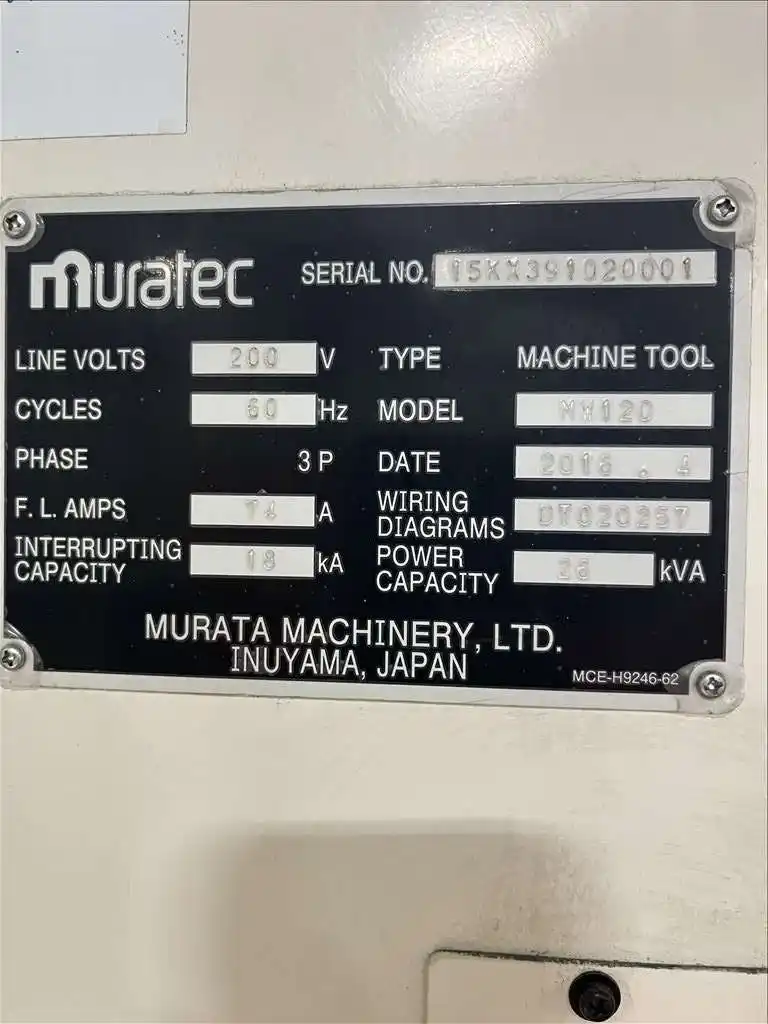 muratec
SERIAL NO. 15KX391020001
LINE VOLTS 200 V
TYPE MACHINE TOOL
CYCLES 60 Hz
MODEL MW120
PHASE 3 P
DATE 2016 . 4
F. L. AMPS 74 A
WIRING
DIAGRAMS DT020257
INTERRUPTING
CAPACITY 18 kA
POWER
CAPACITY kVA
MURATA MACHINERY, LTD.
INUYAMA, JAPAN
MCE-H9246-62